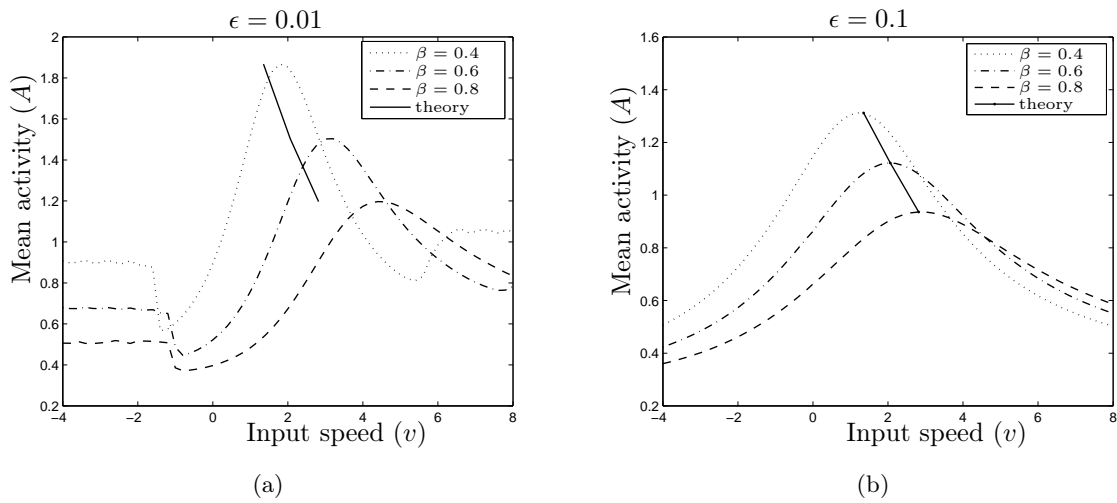 ϵ = 0.01
Mean activity (A)
2
1.8
1.6
1.4
1.2
1
0.8
0.6
0.4
0.2
β = 0.4
β = 0.6
β = 0.8
theory
−4 −2 0 2 4 6 8
Input speed (v)
(a)
ϵ = 0.1
Mean activity (A)
1.6
1.4
1.2
1
0.8
0.6
0.4
0.2
β = 0.4
β = 0.6
β = 0.8
theory
−4 −2 0 2 4 6 8
Input speed (v)
(b)